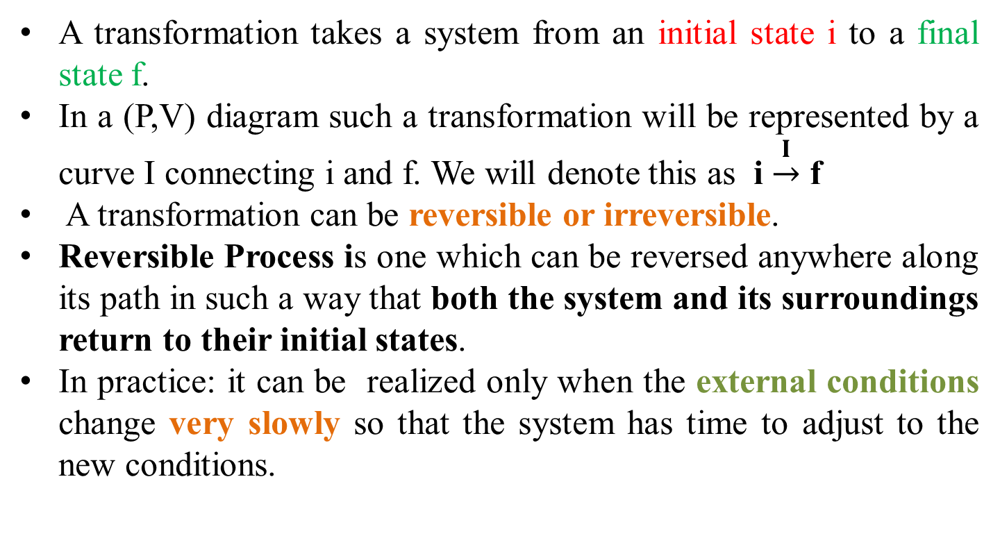 • A transformation takes a system from an initial state i to a final
state f.
• In a (P,V) diagram such a transformation will be represented by a
curve I connecting i and f. We will denote this as i $\xrightarrow{I}$ f
• A transformation can be reversible or irreversible.
• Reversible Process is one which can be reversed anywhere along
its path in such a way that both the system and its surroundings
return to their initial states.
• In practice: it can be realized only when the external conditions
change very slowly so that the system has time to adjust to the
new conditions.